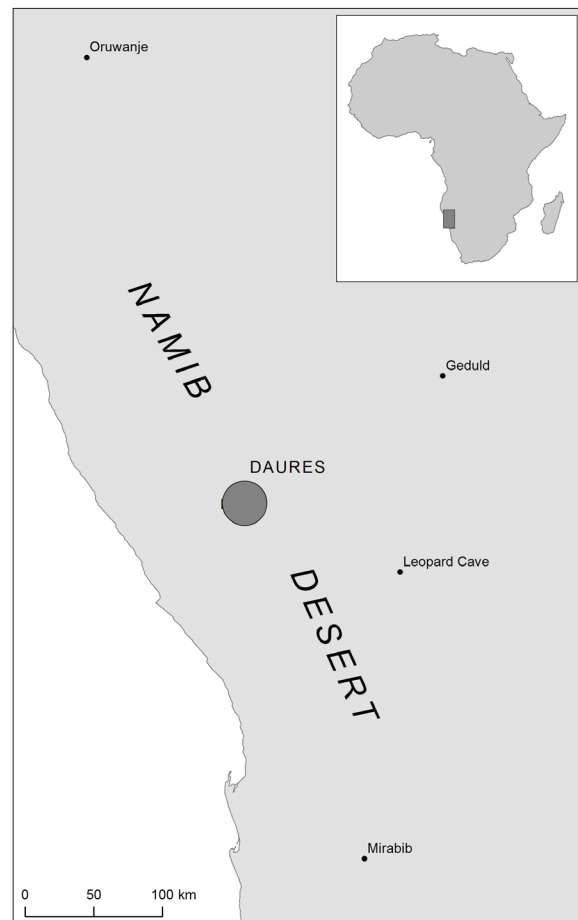 Oruwanje
NAMIB
Geduld
DAURES
Leopard Cave
DESERT
Mirabib
0 50 100 km